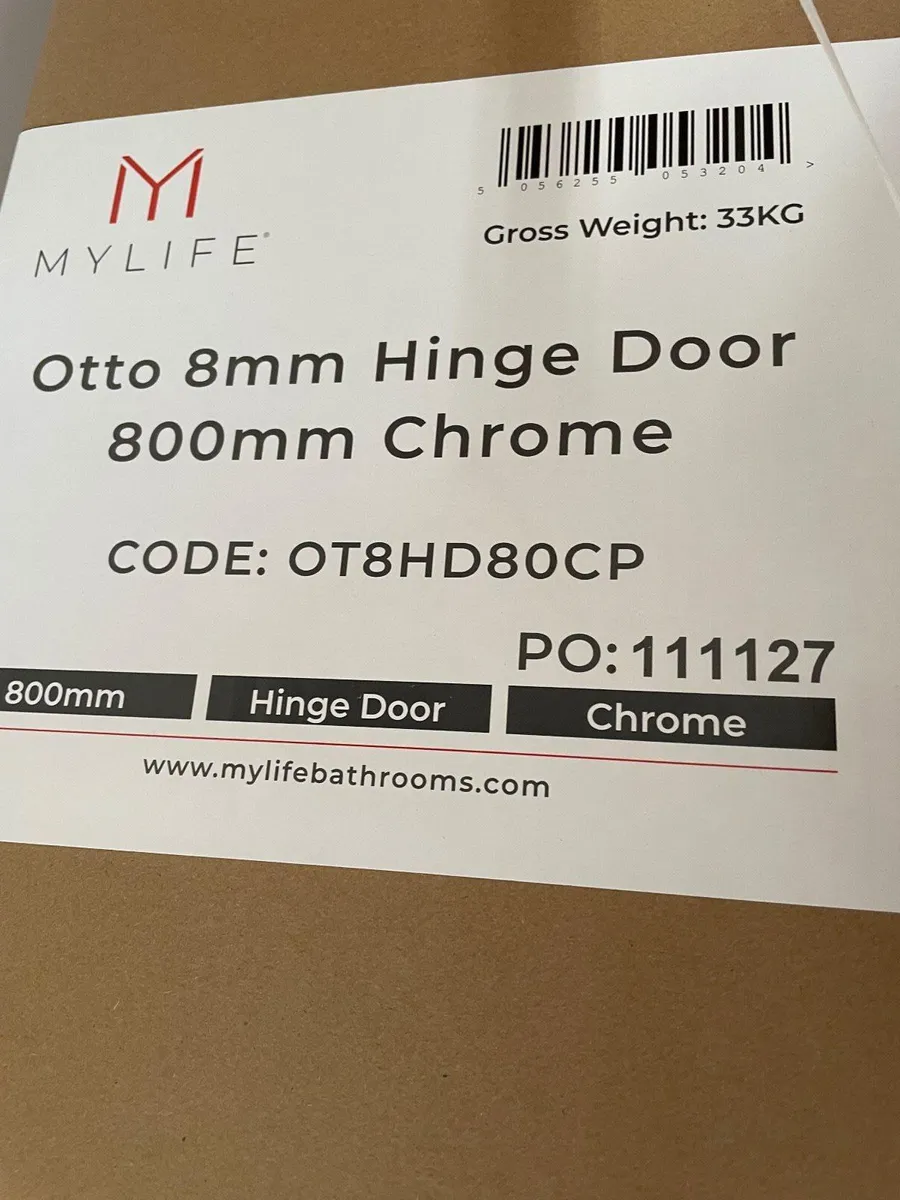 MYLIFE®
5 056255 053204 >
Gross Weight: 33KG
Otto 8mm Hinge Door
800mm Chrome
CODE: OT8HD80CP
PO: 111127
800mm
Hinge Door
Chrome
www.mylifebathrooms.com